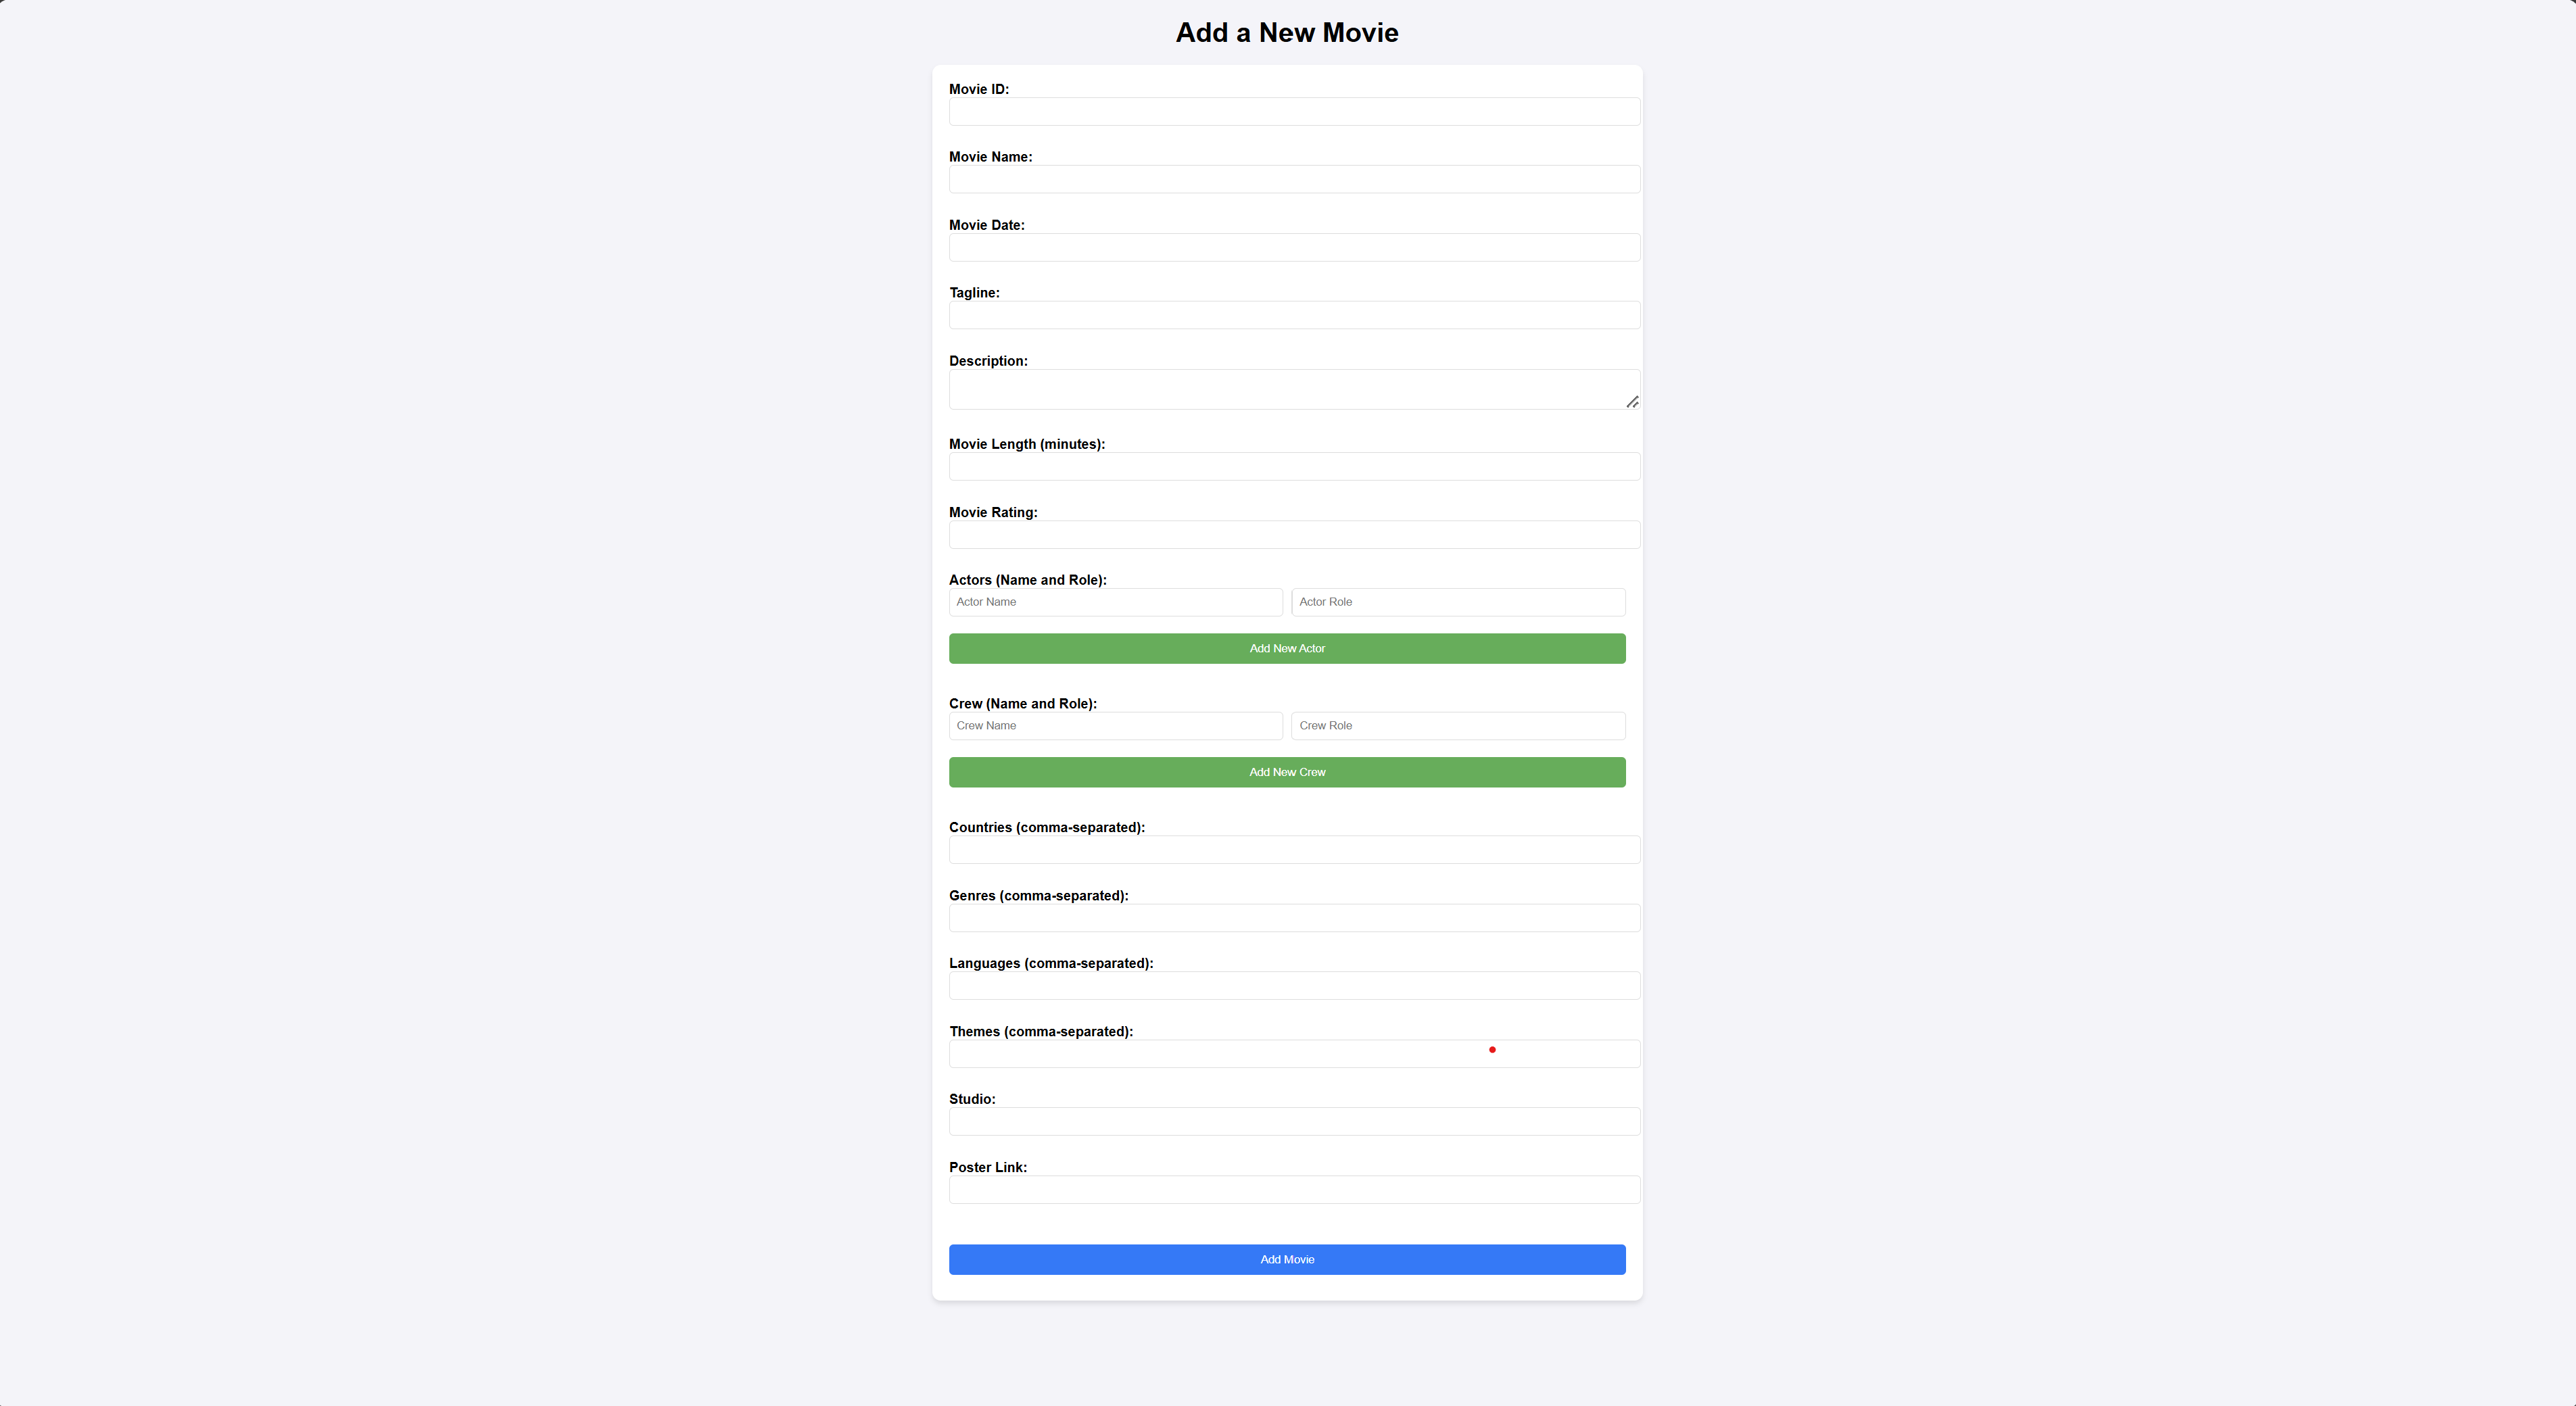 Add a New Movie
Movie ID:
Movie Name:
Movie Date:
Tagline:
Description:
Movie Length (minutes):
Movie Rating:
Actors (Name and Role):
Actor Name Actor Role
Add New Actor
Crew (Name and Role):
Crew Name Crew Role
Add New Crew
Countries (comma-separated):
Genres (comma-separated):
Languages (comma-separated):
Themes (comma-separated):
Studio:
Poster Link:
Add Movie